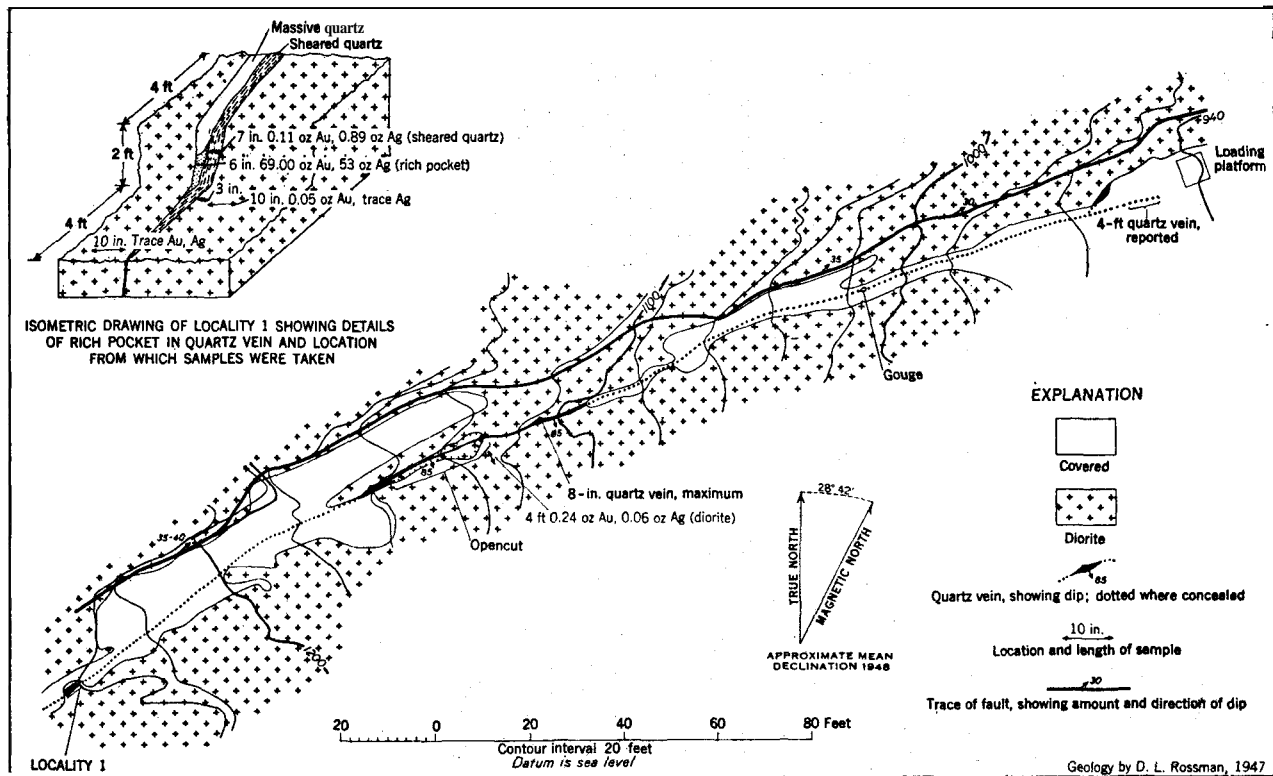 Massive quartz
Sheared quartz
4 ft
2 ft
7 in. 0.11 oz Au, 0.89 oz Ag (sheared quartz)
6 in. 69.00 oz Au, 53 oz Ag (rich pocket)
3 in.
10 in. 0.05 oz Au, trace Ag
4 ft
10 in. Trace Au, Ag
ISOMETRIC DRAWING OF LOCALITY 1 SHOWING DETAILS
OF RICH POCKET IN QUARTZ VEIN AND LOCATION
FROM WHICH SAMPLES WERE TAKEN
940
Loading
platform
1000
30
4-ft quartz vein,
reported
35
1100
Gouge
85
85
8-in. quartz vein, maximum
4 ft 0.24 oz Au, 0.06 oz Ag (diorite)
Opencut
35-40
1200
LOCALITY 1
28° 42'
TRUE NORTH
MAGNETIC NORTH
APPROXIMATE MEAN
DECLINATION 1948
20 0 20 40 60 80 Feet
Contour interval 20 feet
Datum is sea level
EXPLANATION
Covered
Diorite
85
Quartz vein, showing dip; dotted where concealed
10 in.
Location and length of sample
30
Trace of fault, showing amount and direction of dip
Geology by D. L. Rossman, 1947